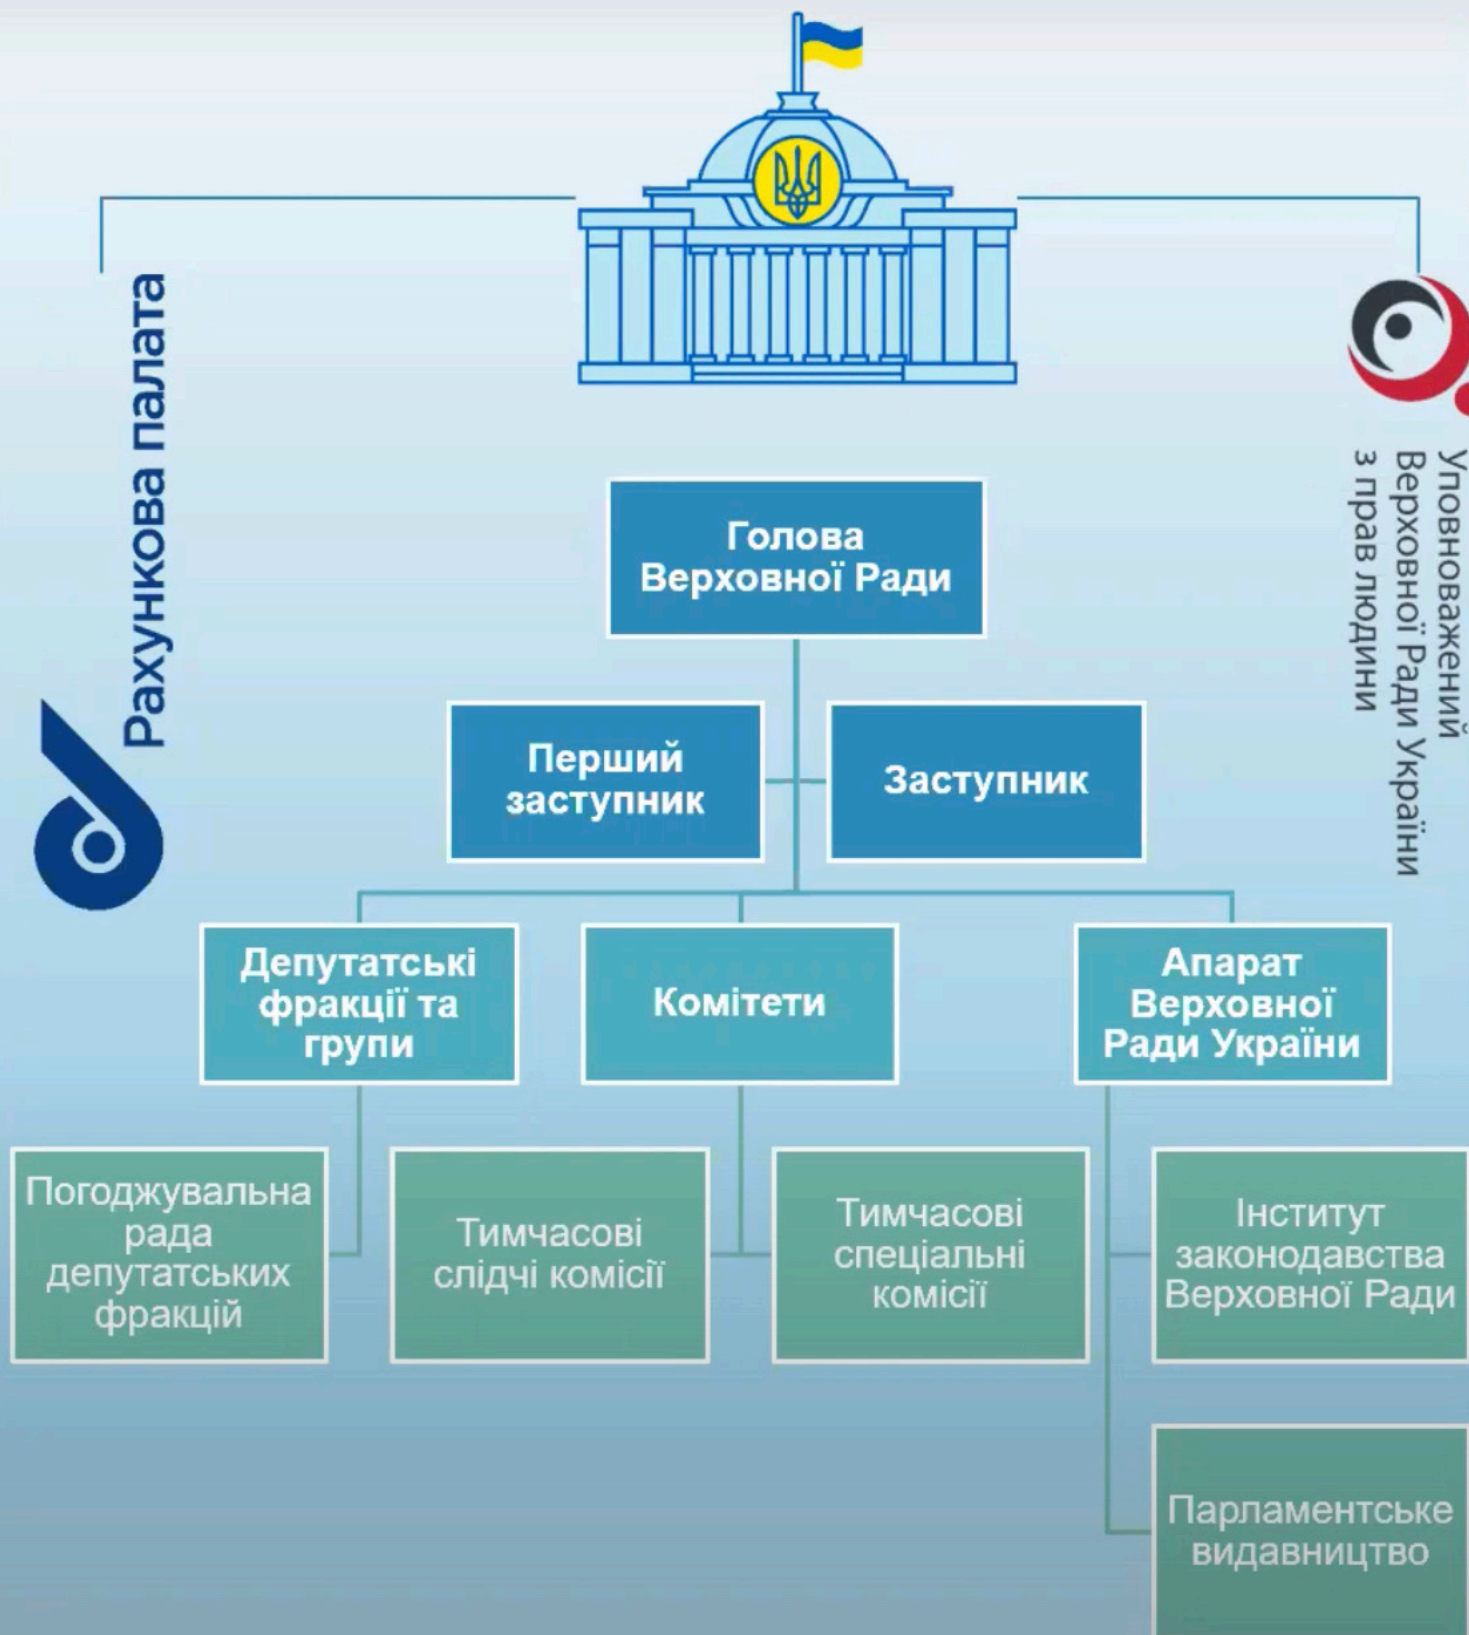 Рахункова палата
Уповноважений
Верховної Ради України
з прав людини
Голова
Верховної Ради
Перший
заступник
Заступник
Депутатські
фракції та
групи
Комітети
Апарат
Верховної
Ради України
Погоджувальна
рада
депутатських
фракцій
Тимчасові
слідчі комісії
Тимчасові
спеціальні
комісії
Інститут
законодавства
Верховної Ради
Парламентське
видавництво